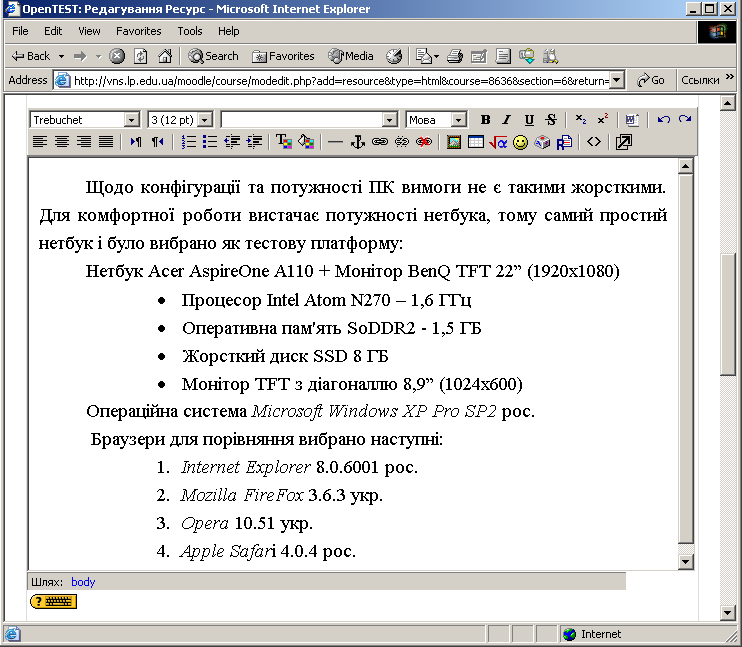 OpenTEST: Редагування Ресурс - Microsoft Internet Explorer
File Edit View Favorites Tools Help
Back Search Favorites Media
Address http://vns.lp.edu.ua/moodle/course/modedit.php?add=resource&type=html&course=8636&section=6&return= Go Ссылки »
Trebuchet 3 (12 pt) Мова B I U S x₂ x²
Щодо конфігурації та потужності ПК вимоги не є такими жорсткими.
Для комфортної роботи вистачає потужності нетбука, тому самий простий
нетбук і було вибрано як тестову платформу:
Нетбук Acer AspireOne A110 + Монітор BenQ TFT 22” (1920x1080)
• Процесор Intel Atom N270 – 1,6 ГГц
• Оперативна пам'ять SoDDR2 - 1,5 ГБ
• Жорсткий диск SSD 8 ГБ
• Монітор TFT з діагоналлю 8,9” (1024x600)
Операційна система Microsoft Windows XP Pro SP2 рос.
Браузери для порівняння вибрано наступні:
1. Internet Explorer 8.0.6001 рос.
2. Mozilla FireFox 3.6.3 укр.
3. Opera 10.51 укр.
4. Apple Safari 4.0.4 рос.
Шлях: body
?
Internet